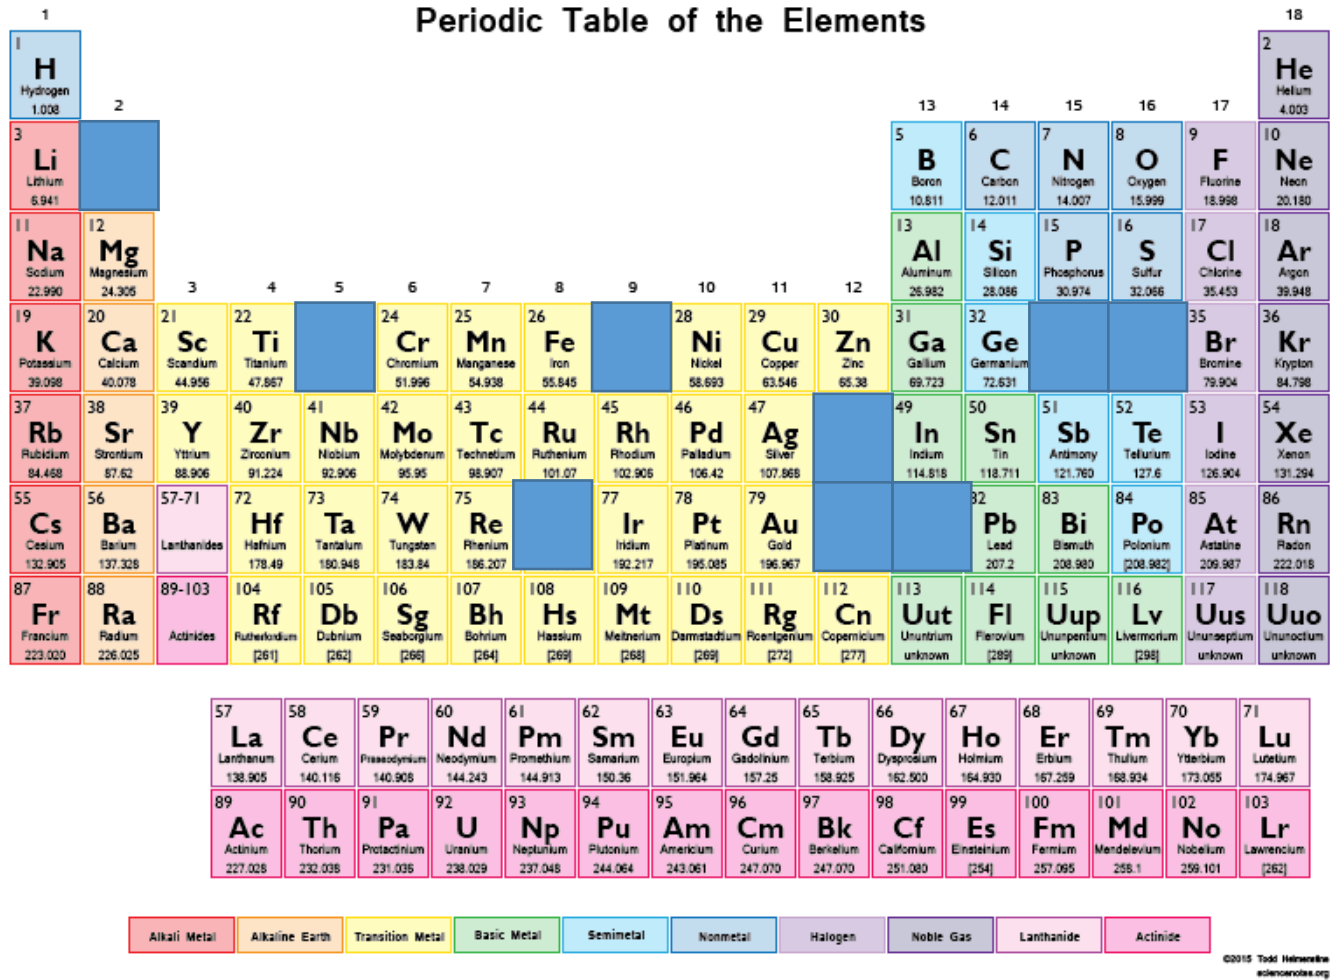 Periodic Table of the Elements
1
18
1
H
Hydrogen
1.008
2
He
Helium
4.003
2
13
14
15
16
17
3
Li
Lithium
6.941
5
B
Boron
10.811
6
C
Carbon
12.011
7
N
Nitrogen
14.007
8
O
Oxygen
15.999
9
F
Fluorine
18.998
10
Ne
Neon
20.180
11
Na
Sodium
22.990
12
Mg
Magnesium
24.305
3
4
5
6
7
8
9
10
11
12
13
Al
Aluminum
26.982
14
Si
Silicon
28.086
15
P
Phosphorus
30.974
16
S
Sulfur
32.066
17
Cl
Chlorine
35.453
18
Ar
Argon
39.948
19
K
Potassium
39.098
20
Ca
Calcium
40.078
21
Sc
Scandium
44.956
22
Ti
Titanium
47.867
24
Cr
Chromium
51.996
25
Mn
Manganese
54.938
26
Fe
Iron
55.845
28
Ni
Nickel
58.693
29
Cu
Copper
63.546
30
Zn
Zinc
65.38
31
Ga
Gallium
69.723
32
Ge
Germanium
72.631
35
Br
Bromine
79.904
36
Kr
Krypton
84.798
37
Rb
Rubidium
84.468
38
Sr
Strontium
87.62
39
Y
Yttrium
88.906
40
Zr
Zirconium
91.224
41
Nb
Niobium
92.906
42
Mo
Molybdenum
95.95
43
Tc
Technetium
98.907
44
Ru
Ruthenium
101.07
45
Rh
Rhodium
102.906
46
Pd
Palladium
106.42
47
Ag
Silver
107.868
49
In
Indium
114.818
50
Sn
Tin
118.711
51
Sb
Antimony
121.760
52
Te
Tellurium
127.6
53
I
Iodine
126.904
54
Xe
Xenon
131.294
55
Cs
Cesium
132.905
56
Ba
Barium
137.328
57-71
Lanthanides
72
Hf
Hafnium
178.49
73
Ta
Tantalum
180.948
74
W
Tungsten
183.84
75
Re
Rhenium
186.207
77
Ir
Iridium
192.217
78
Pt
Platinum
195.085
79
Au
Gold
196.967
82
Pb
Lead
207.2
83
Bi
Bismuth
208.980
84
Po
Polonium
[208.982]
85
At
Astatine
209.987
86
Rn
Radon
222.018
87
Fr
Francium
223.020
88
Ra
Radium
226.025
89-103
Actinides
104
Rf
Rutherfordium
[261]
105
Db
Dubnium
[262]
106
Sg
Seaborgium
[266]
107
Bh
Bohrium
[264]
108
Hs
Hassium
[269]
109
Mt
Meitnerium
[268]
110
Ds
Darmstadtium
[269]
111
Rg
Roentgenium
[272]
112
Cn
Copernicium
[277]
113
Uut
Ununtrium
unknown
114
Fl
Flerovium
[289]
115
Uup
Ununpentium
unknown
116
Lv
Livermorium
[298]
117
Uus
Ununseptium
unknown
118
Uuo
Ununoctium
unknown
57
La
Lanthanum
138.905
58
Ce
Cerium
140.116
59
Pr
Praseodymium
140.908
60
Nd
Neodymium
144.243
61
Pm
Promethium
144.913
62
Sm
Samarium
150.36
63
Eu
Europium
151.964
64
Gd
Gadolinium
157.25
65
Tb
Terbium
158.925
66
Dy
Dysprosium
162.500
67
Ho
Holmium
164.930
68
Er
Erbium
167.259
69
Tm
Thulium
168.934
70
Yb
Ytterbium
173.055
71
Lu
Lutetium
174.967
89
Ac
Actinium
227.028
90
Th
Thorium
232.038
91
Pa
Protactinium
231.036
92
U
Uranium
238.029
93
Np
Neptunium
237.048
94
Pu
Plutonium
244.064
95
Am
Americium
243.061
96
Cm
Curium
247.070
97
Bk
Berkelium
247.070
98
Cf
Californium
251.080
99
Es
Einsteinium
[254]
100
Fm
Fermium
257.095
101
Md
Mendelevium
258.1
102
No
Nobelium
259.101
103
Lr
Lawrencium
[262]
Alkali Metal
Alkaline Earth
Transition Metal
Basic Metal
Semimetal
Nonmetal
Halogen
Noble Gas
Lanthanide
Actinide
©2015 Todd Helmenstine
sciencenotes.org